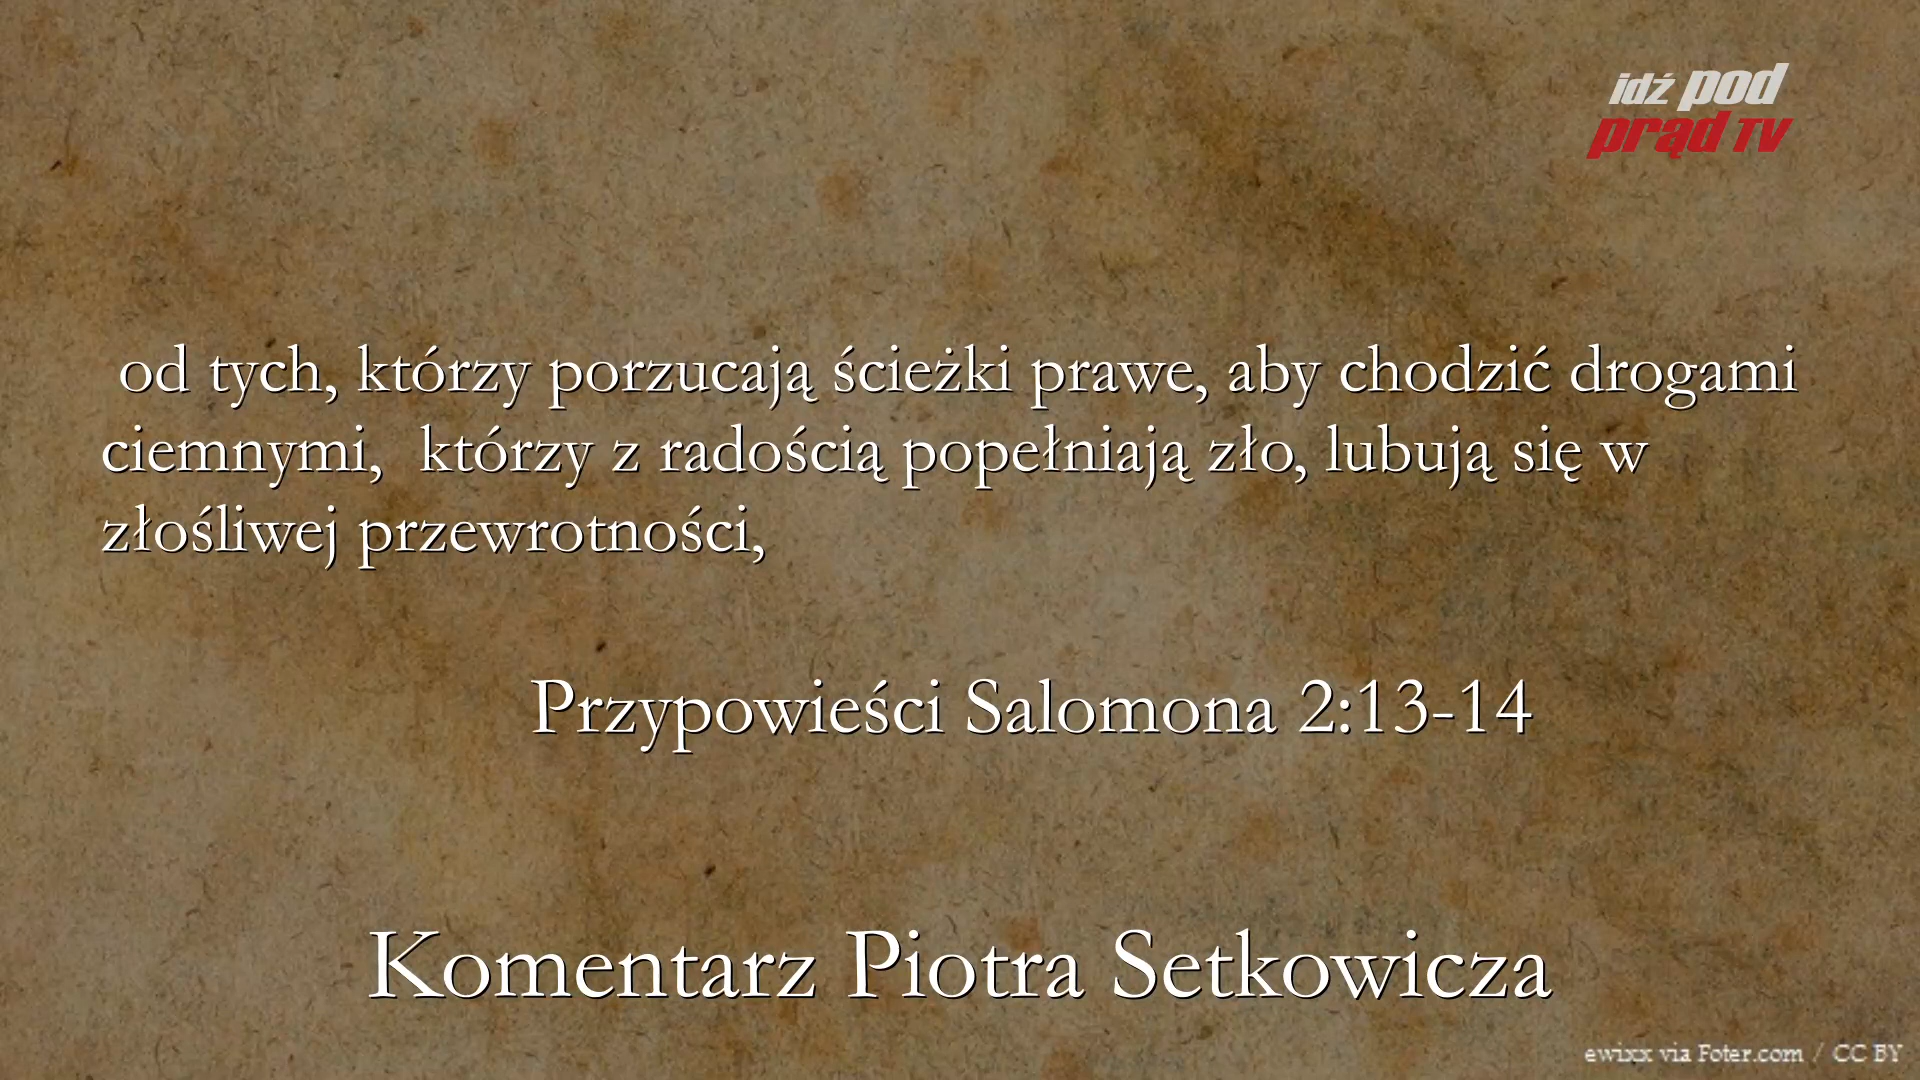 idź pod
prąd TV
od tych, którzy porzucają ścieżki prawe, aby chodzić drogami
ciemnymi,  którzy z radością popełniają zło, lubują się w
złośliwej przewrotności,
Przypowieści Salomona 2:13-14
Komentarz Piotra Setkowicza
ewixx via Foter.com / CC BY